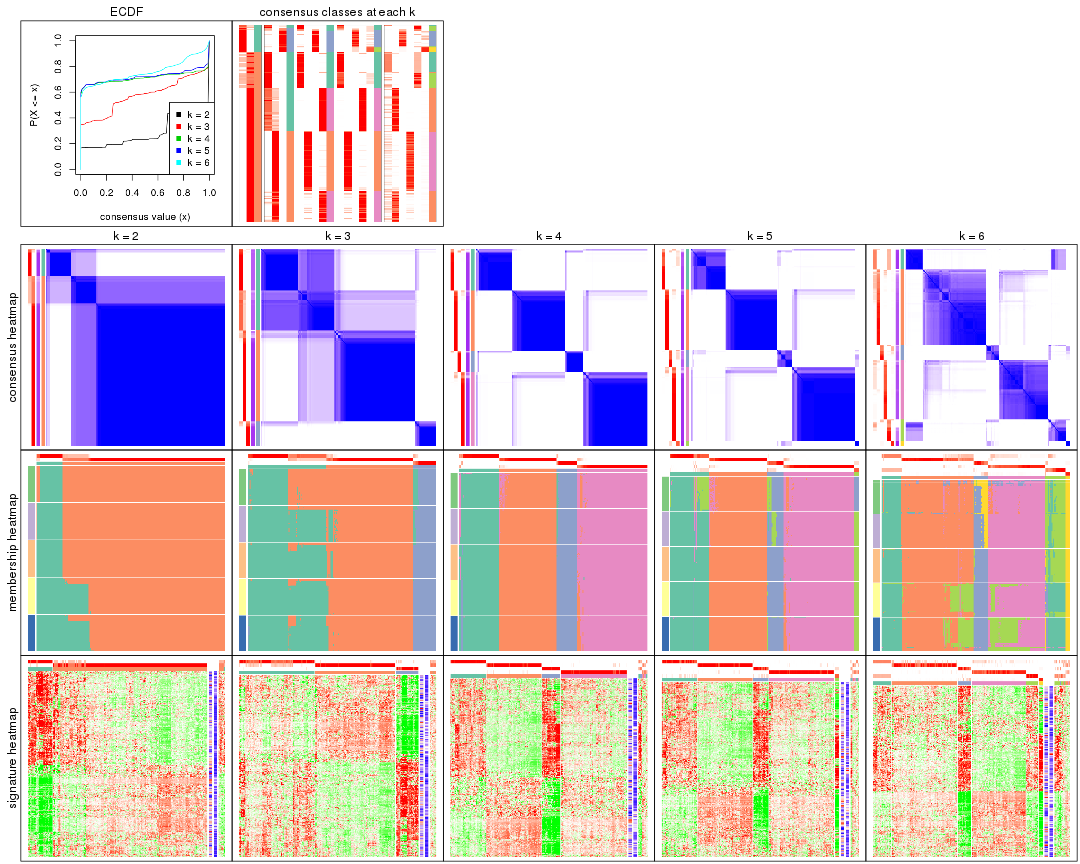 ECDF
consensus classes at each k
P(X <= x)
0.0 0.2 0.4 0.6 0.8 1.0
k = 2
k = 3
k = 4
k = 5
k = 6
0.0 0.2 0.4 0.6 0.8 1.0
consensus value (x)
k = 2
k = 3
k = 4
k = 5
k = 6
consensus heatmap
membership heatmap
signature heatmap